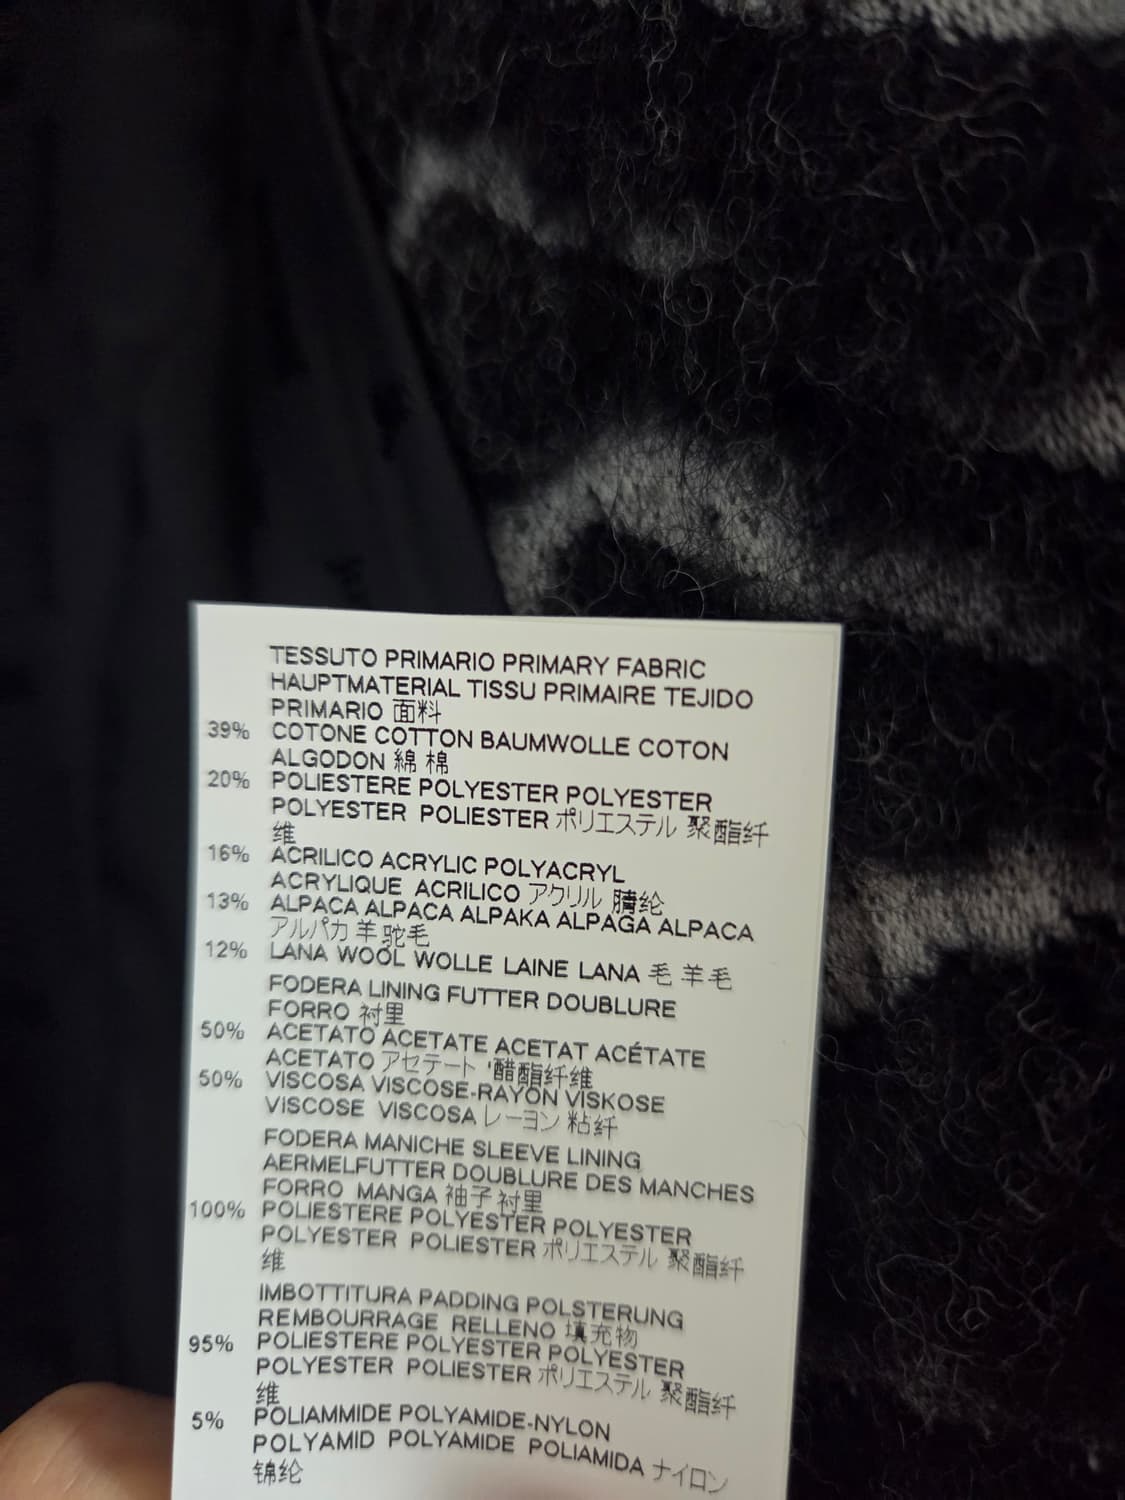 TESSUTO PRIMARIO PRIMARY FABRIC
HAUPTMATERIAL TISSU PRIMAIRE TEJIDO
PRIMARIO 面料
39% COTONE COTTON BAUMWOLLE COTON
ALGODON 綿 棉
20% POLIESTERE POLYESTER POLYESTER
POLYESTER POLIESTER ポリエステル 聚酯纤
维
16% ACRILICO ACRYLIC POLYACRYL
ACRYLIQUE ACRILICO アクリル 腈纶
13% ALPACA ALPACA ALPAKA ALPAGA ALPACA
アルパカ 羊驼毛
12% LANA WOOL WOLLE LAINE LANA 毛 羊毛
FODERA LINING FUTTER DOUBLURE
FORRO 衬里
50% ACETATO ACETATE ACETAT ACÉTATE
ACETATO アセテート 醋酯纤维
50% VISCOSA VISCOSE-RAYON VISKOSE
VISCOSE VISCOSA レーヨン 粘纤
FODERA MANICHE SLEEVE LINING
AERMELFUTTER DOUBLURE DES MANCHES
FORRO MANGA 袖子 衬里
100% POLIESTERE POLYESTER POLYESTER
POLYESTER POLIESTER ポリエステル 聚酯纤
维
IMBOTTITURA PADDING POLSTERUNG
REMBOURRAGE RELLENO 填充物
95% POLIESTERE POLYESTER POLYESTER
POLYESTER POLIESTER ポリエステル 聚酯纤
维
5% POLIAMMIDE POLYAMIDE-NYLON
POLYAMID POLYAMIDE POLIAMIDA ナイロン
锦纶